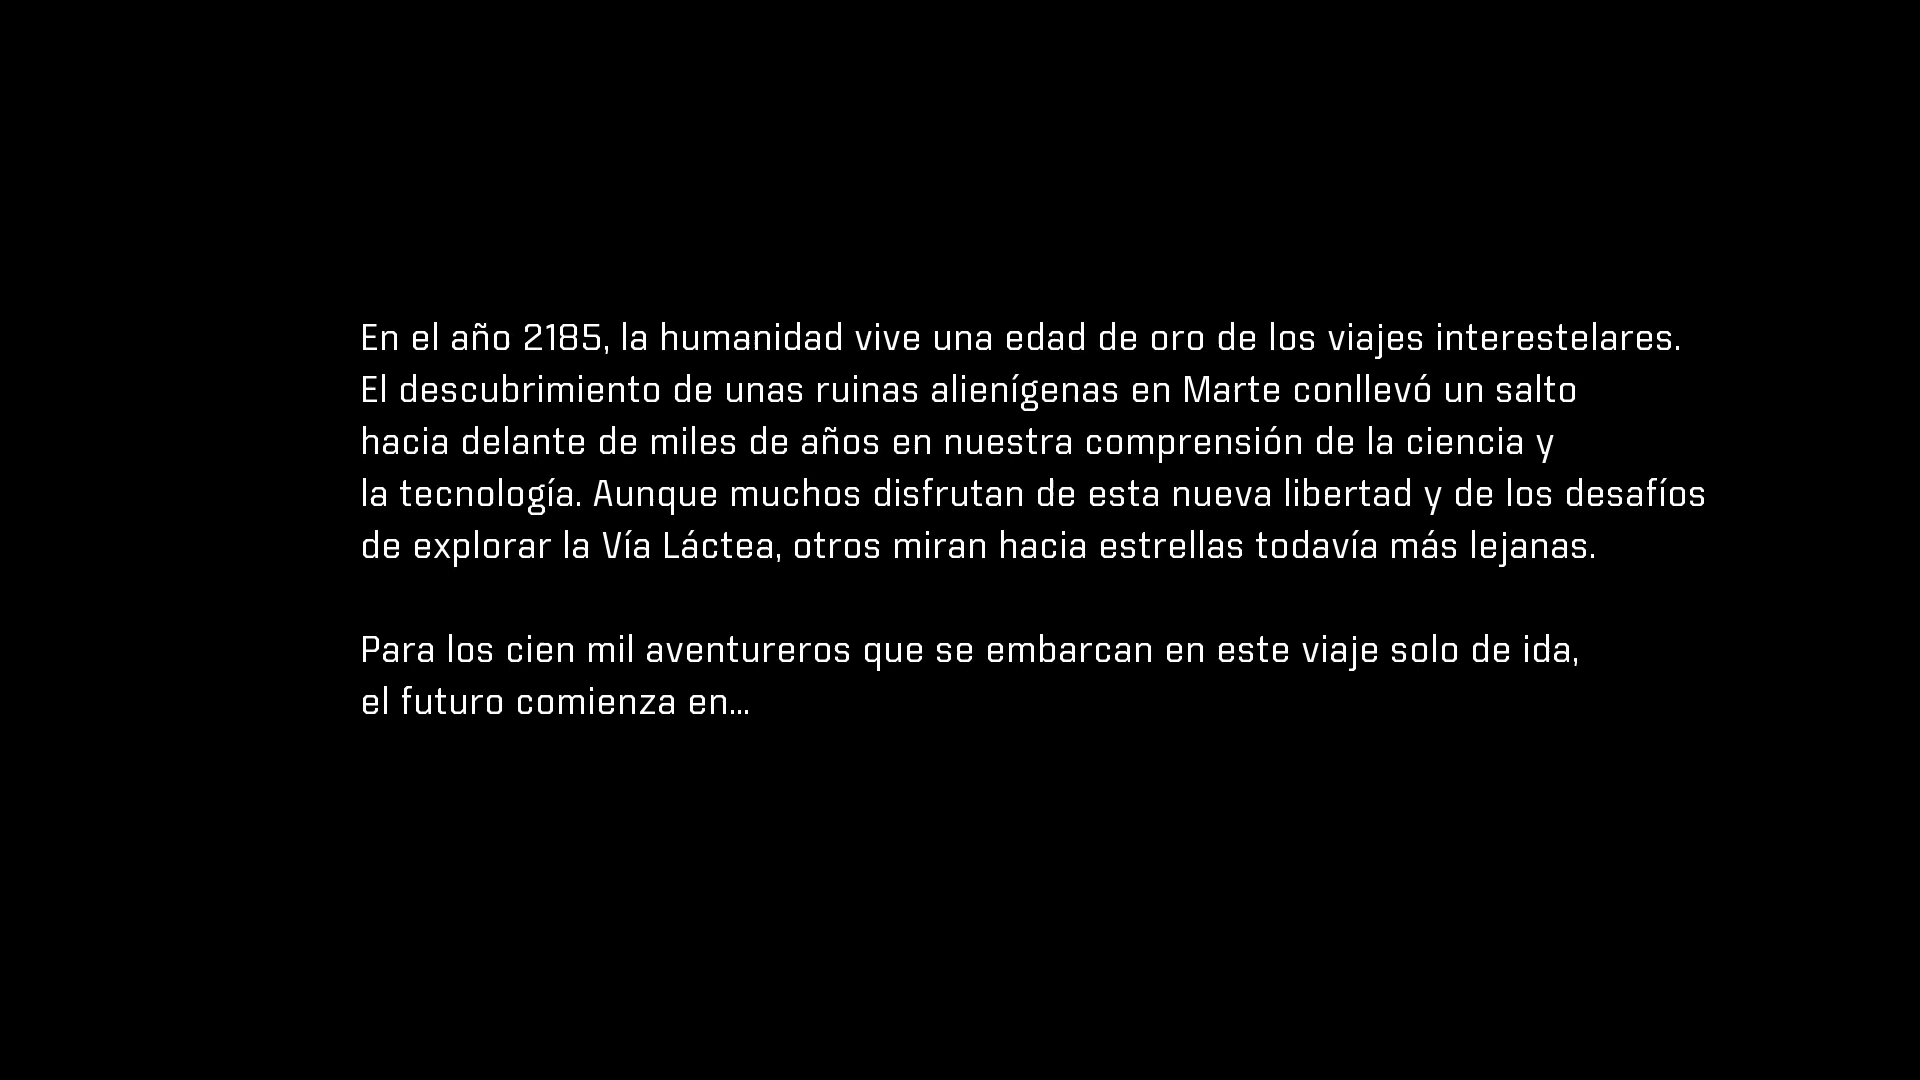 En el año 2185, la humanidad vive una edad de oro de los viajes interestelares.
El descubrimiento de unas ruinas alienígenas en Marte conllevó un salto
hacia delante de miles de años en nuestra comprensión de la ciencia y
la tecnología. Aunque muchos disfrutan de esta nueva libertad y de los desafíos
de explorar la Vía Láctea, otros miran hacia estrellas todavía más lejanas.
Para los cien mil aventureros que se embarcan en este viaje solo de ida,
el futuro comienza en...